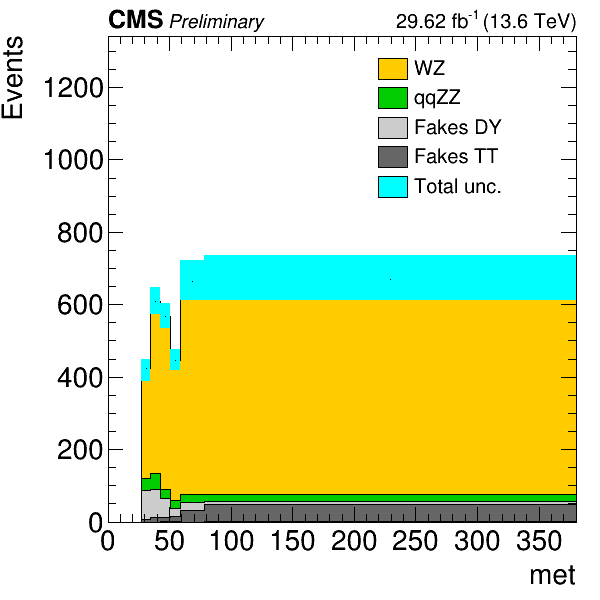 CMS Preliminary 29.62 fb⁻¹ (13.6 TeV)
Events
WZ
qqZZ
Fakes DY
Fakes TT
Total unc.
1200
1000
800
600
400
200
0
0 50 100 150 200 250 300 350
met